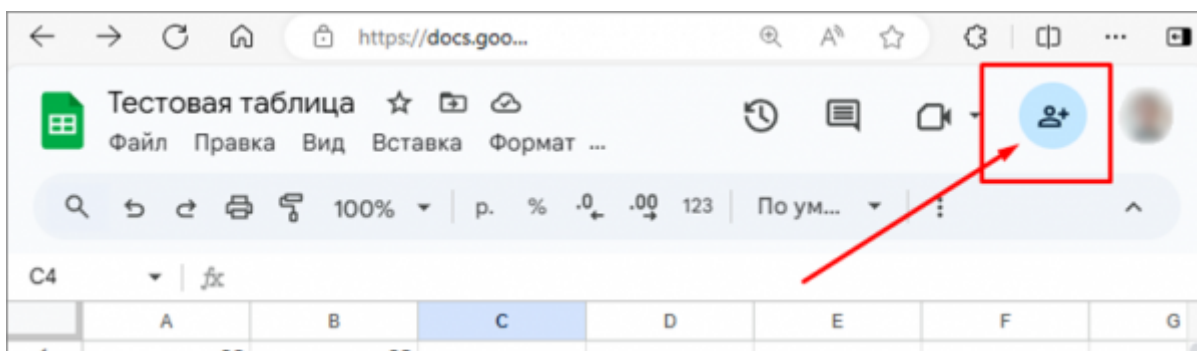 https://docs.goo...
Тестовая таблица
Файл Правка Вид Вставка Формат ...
100% р. % .0 .00 123 По ум...
C4 fx
A B C D E F G